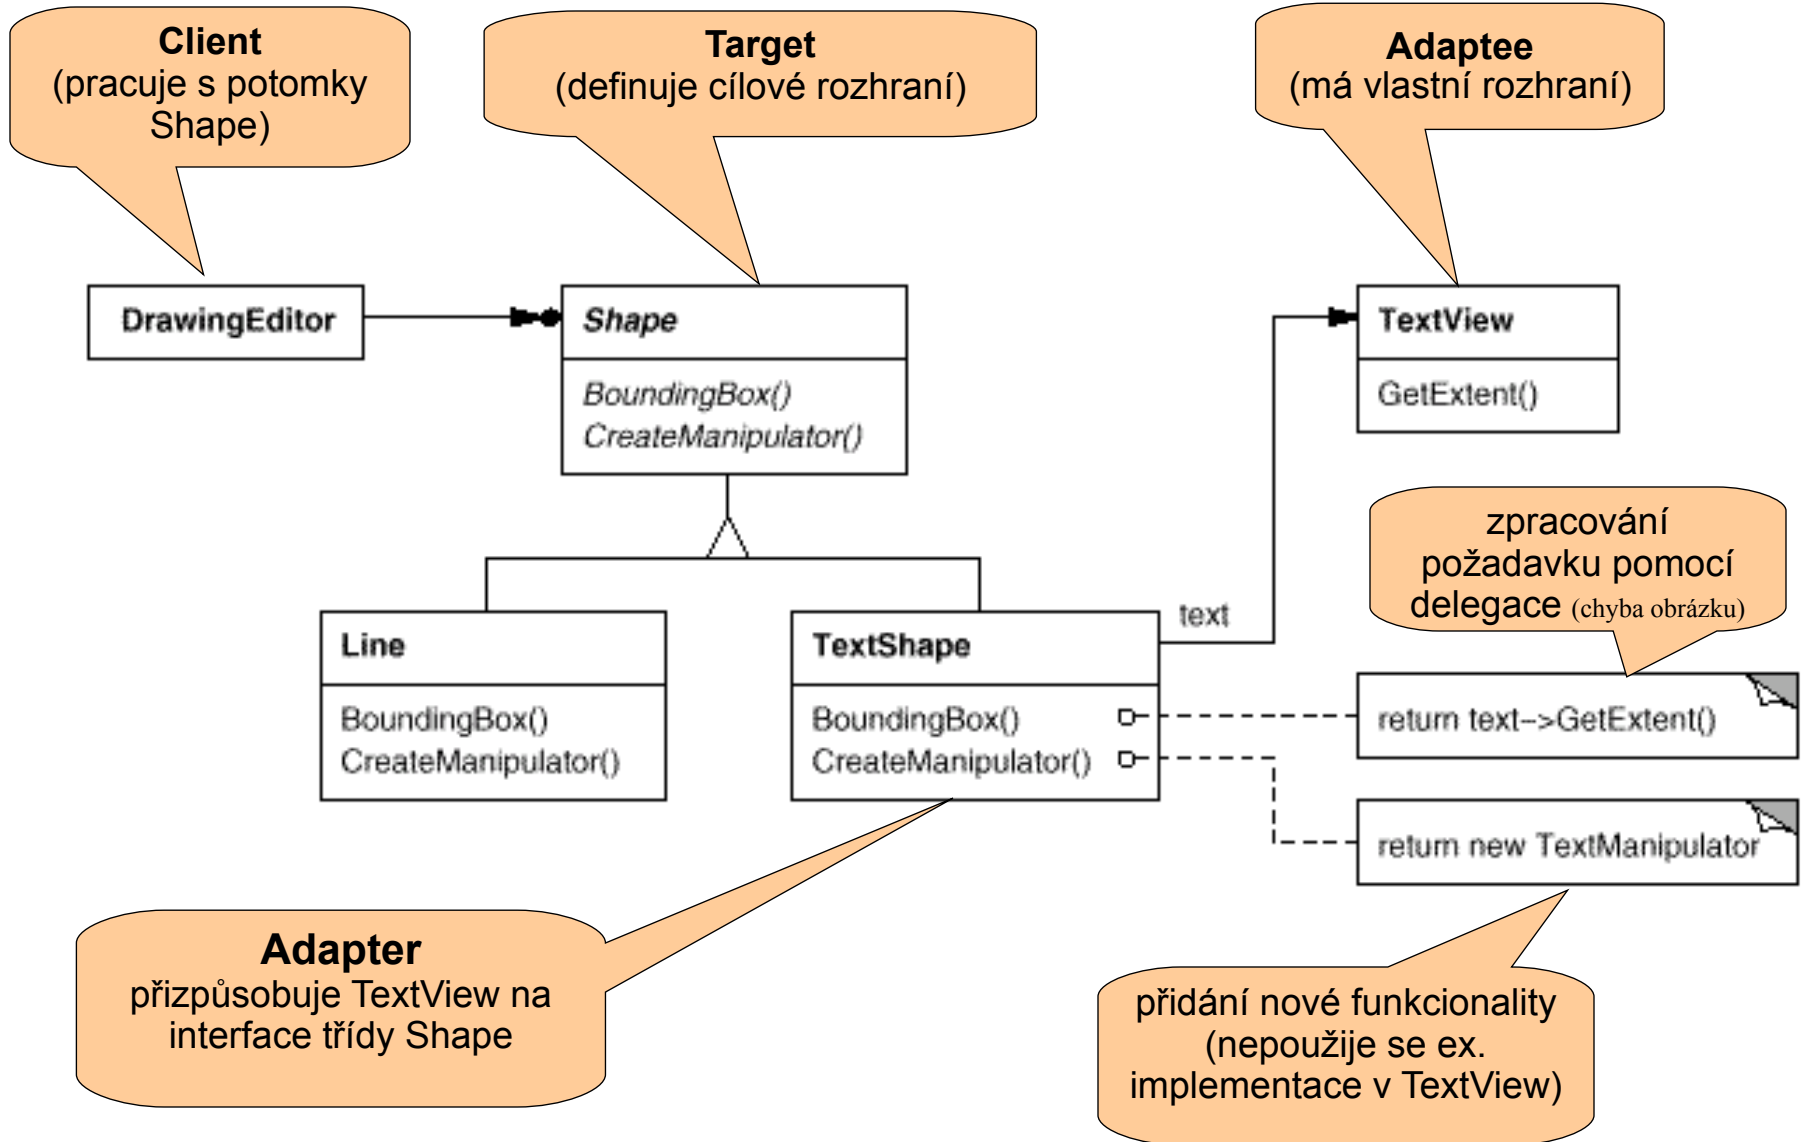 Client
(pracuje s potomky
Shape)
Target
(definuje cílové rozhraní)
Adaptee
(má vlastní rozhraní)
DrawingEditor
Shape
BoundingBox()
CreateManipulator()
TextView
GetExtent()
zpracování
požadavku pomocí
delegace (chyba obrázku)
text
Line
BoundingBox()
CreateManipulator()
TextShape
BoundingBox()
CreateManipulator()
return text->GetExtent()
return new TextManipulator
Adapter
přizpůsobuje TextView na
interface třídy Shape
přidání nové funkcionality
(nepoužije se ex.
implementace v TextView)